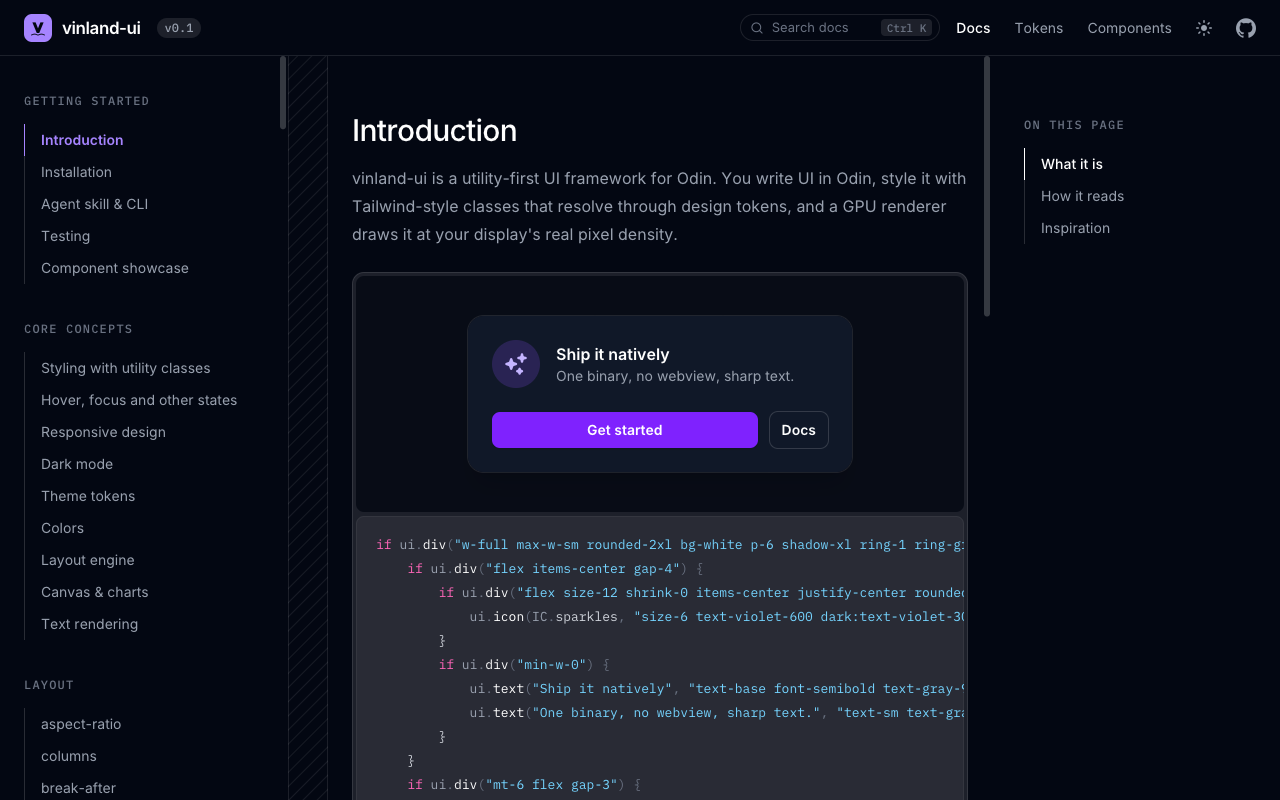 vinland-ui v0.1 Search docs Ctrl K Docs Tokens Components
GETTING STARTED
Introduction
Installation
Agent skill & CLI
Testing
Component showcase
CORE CONCEPTS
Styling with utility classes
Hover, focus and other states
Responsive design
Dark mode
Theme tokens
Colors
Layout engine
Canvas & charts
Text rendering
LAYOUT
aspect-ratio
columns
break-after
Introduction
vinland-ui is a utility-first UI framework for Odin. You write UI in Odin, style it with
Tailwind-style classes that resolve through design tokens, and a GPU renderer
draws it at your display's real pixel density.
Ship it natively
One binary, no webview, sharp text.
Get started Docs
if ui.div("w-full max-w-sm rounded-2xl bg-white p-6 shadow-xl ring-1
if ui.div("flex items-center gap-4") {
if ui.div("flex size-12 shrink-0 items-center justify-center
ui.icon(IC.sparkles, "size-6 text-violet-600
}
if ui.div("min-w-0") {
ui.text("Ship it natively", "text-base font-semibold
ui.text("One binary, no webview, sharp text.", "text-sm
}
}
if ui.div("mt-6 flex gap-3") {
ON THIS PAGE
What it is
How it reads
Inspiration